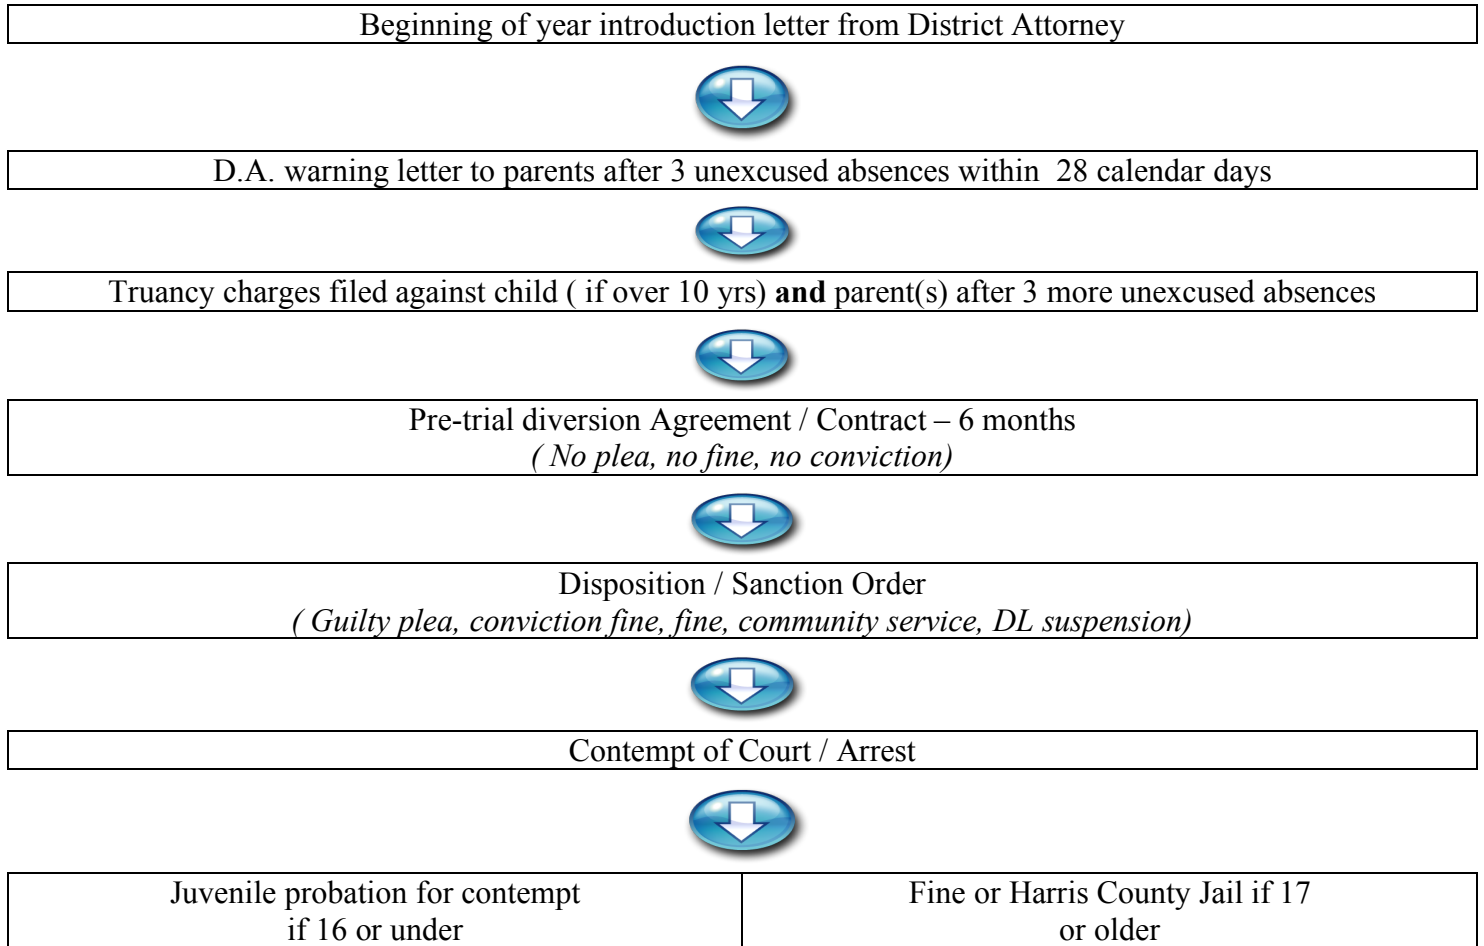 Beginning of year introduction letter from District Attorney
D.A. warning letter to parents after 3 unexcused absences within 28 calendar days
Truancy charges filed against child ( if over 10 yrs) and parent(s) after 3 more unexcused absences
Pre-trial diversion Agreement / Contract – 6 months
( No plea, no fine, no conviction)
Disposition / Sanction Order
( Guilty plea, conviction fine, fine, community service, DL suspension)
Contempt of Court / Arrest
Juvenile probation for contempt
if 16 or under
Fine or Harris County Jail if 17
or older